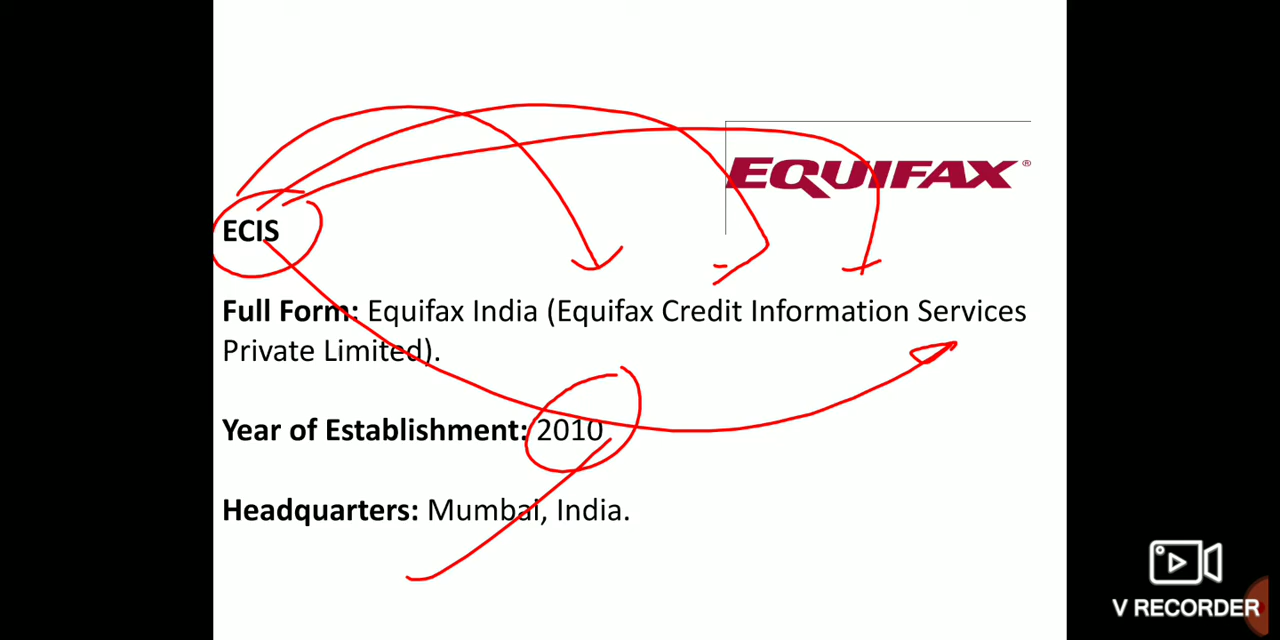 EQUIFAX®
ECIS
Full Form: Equifax India (Equifax Credit Information Services
Private Limited).
Year of Establishment: 2010
Headquarters: Mumbai, India.
V RECORDER